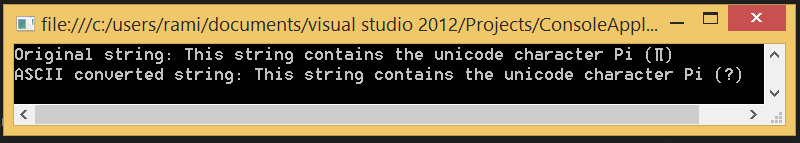 file:///c:/users/rami/documents/visual studio 2012/Projects/ConsoleAppl...
Original string: This string contains the unicode character Pi (∏)
ASCII converted string: This string contains the unicode character Pi (?)